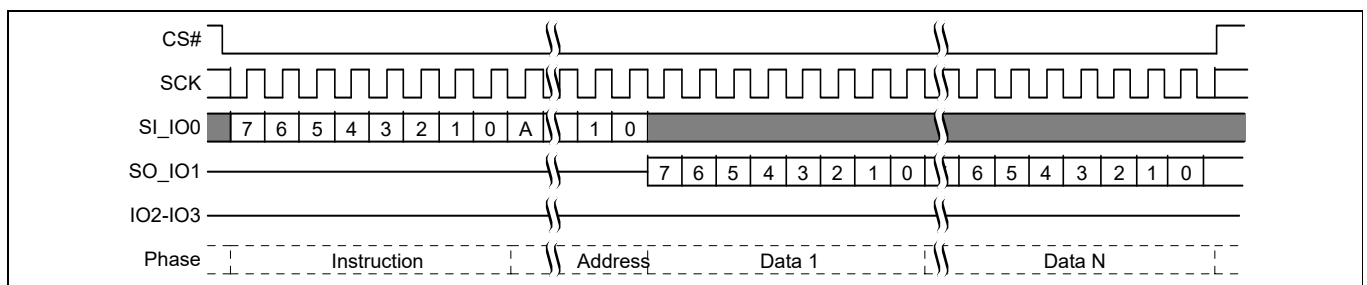 CS#
SCK
SI_IO0 7 6 5 4 3 2 1 0 A 1 0
SO_IO1 7 6 5 4 3 2 1 0 6 5 4 3 2 1 0
IO2-IO3
Phase Instruction Address Data 1 Data N